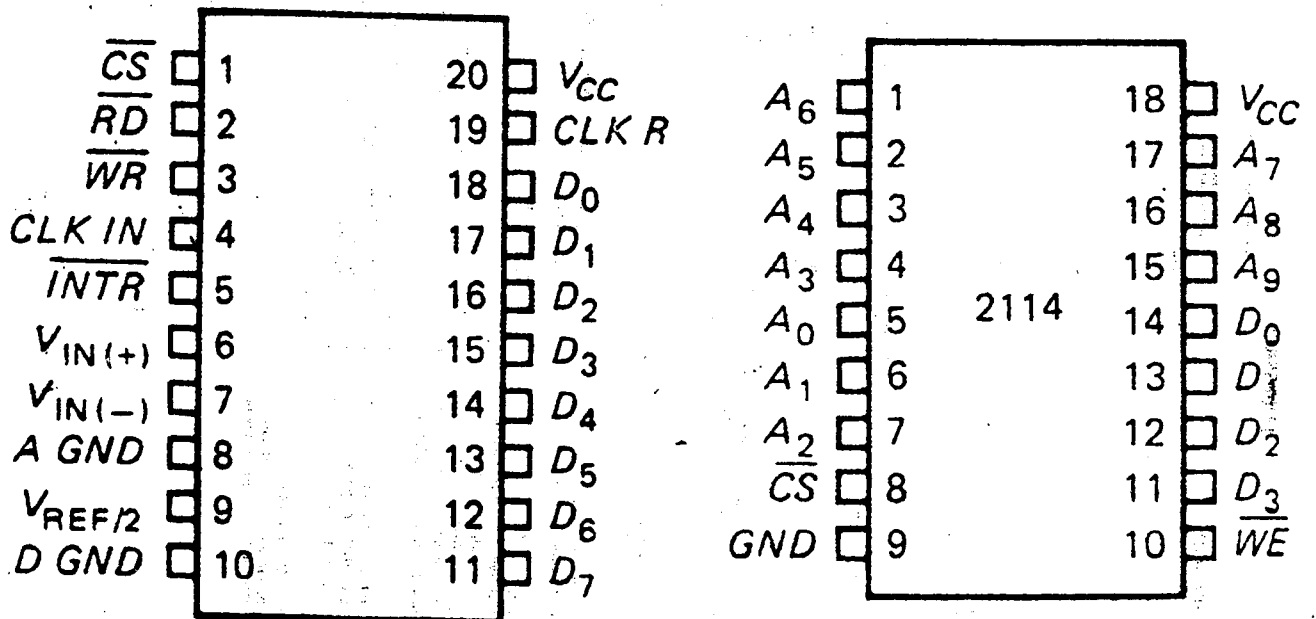 CS 1 20 VCC
RD 2 19 CLK R
WR 3 18 D0
CLK IN 4 17 D1
INTR 5 16 D2
VIN(+) 6 15 D3
VIN(−) 7 14 D4
A GND 8 13 D5
VREF/2 9 12 D6
D GND 10 11 D7
A6 1 18 VCC
A5 2 17 A7
A4 3 16 A8
A3 4 15 A9
2114
A0 5 14 D0
A1 6 13 D
A2 7 12 D2
CS 8 11 D3
GND 9 10 WE